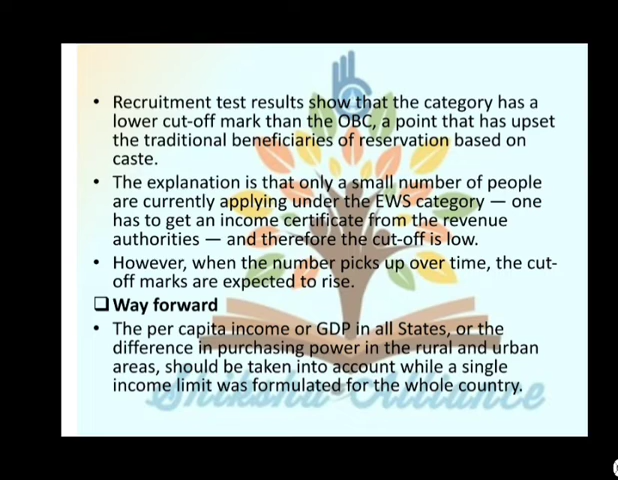 • Recruitment test results show that the category has a
lower cut-off mark than the OBC, a point that has upset
the traditional beneficiaries of reservation based on
caste.
• The explanation is that only a small number of people
are currently applying under the EWS category — one
has to get an income certificate from the revenue
authorities — and therefore the cut-off is low.
• However, when the number picks up over time, the cut-
off marks are expected to rise.
❑ Way forward
• The per capita income or GDP in all States, or the
difference in purchasing power in the rural and urban
areas, should be taken into account while a single
income limit was formulated for the whole country.
Shiksha Alliance